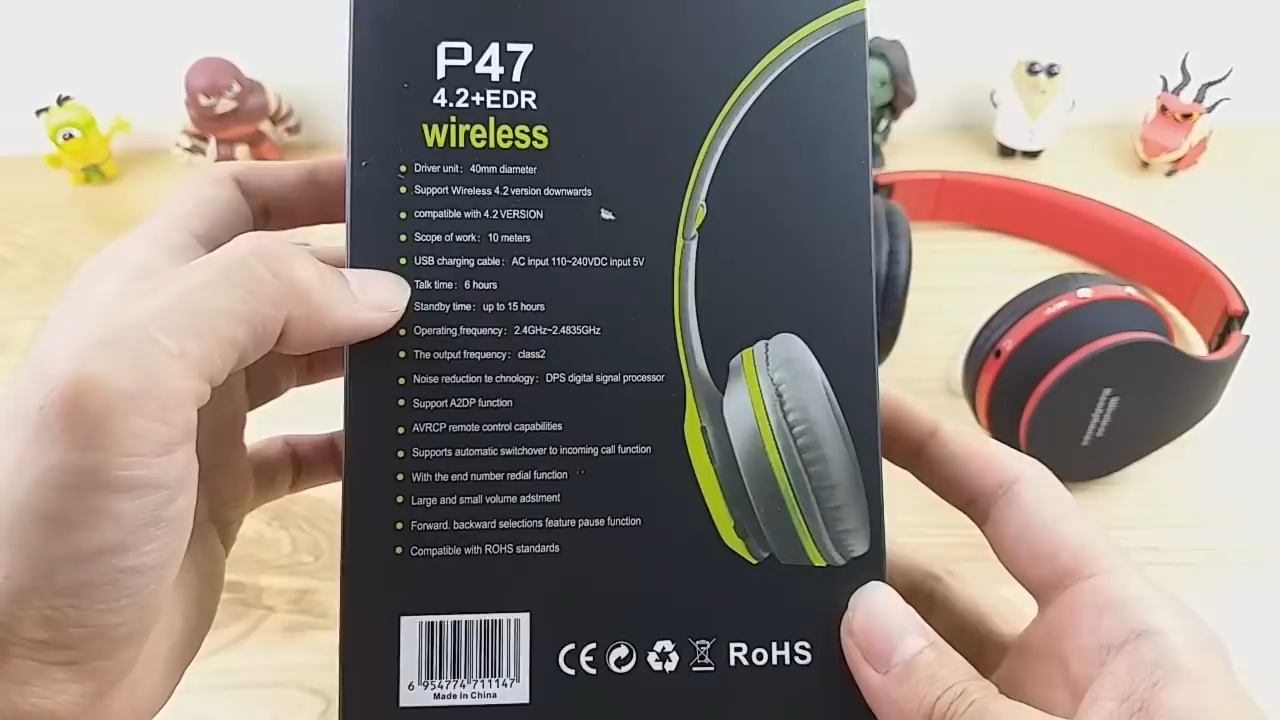 P47
4.2+EDR
wireless
Driver unit: 40mm diameter
Support Wireless 4.2 version downwards
compatible with 4.2 VERSION
Scope of work: 10 meters
USB charging cable: AC input 110~240VDC input 5V
Talk time: 6 hours
Standby time: up to 15 hours
Operating frequency: 2.4GHz~2.4835GHz
The output frequency: class2
Noise reduction te chnology: DPS digital signal processor
Support A2DP function
AVRCP remote control capabilities
Supports automatic switchover to incoming call function
With the end number redial function
Large and small volume adstment
Forward. backward selections feature pause function
Compatible with ROHS standards
6 954774 711147
Made in China
CE RoHS
Wireless
headphones